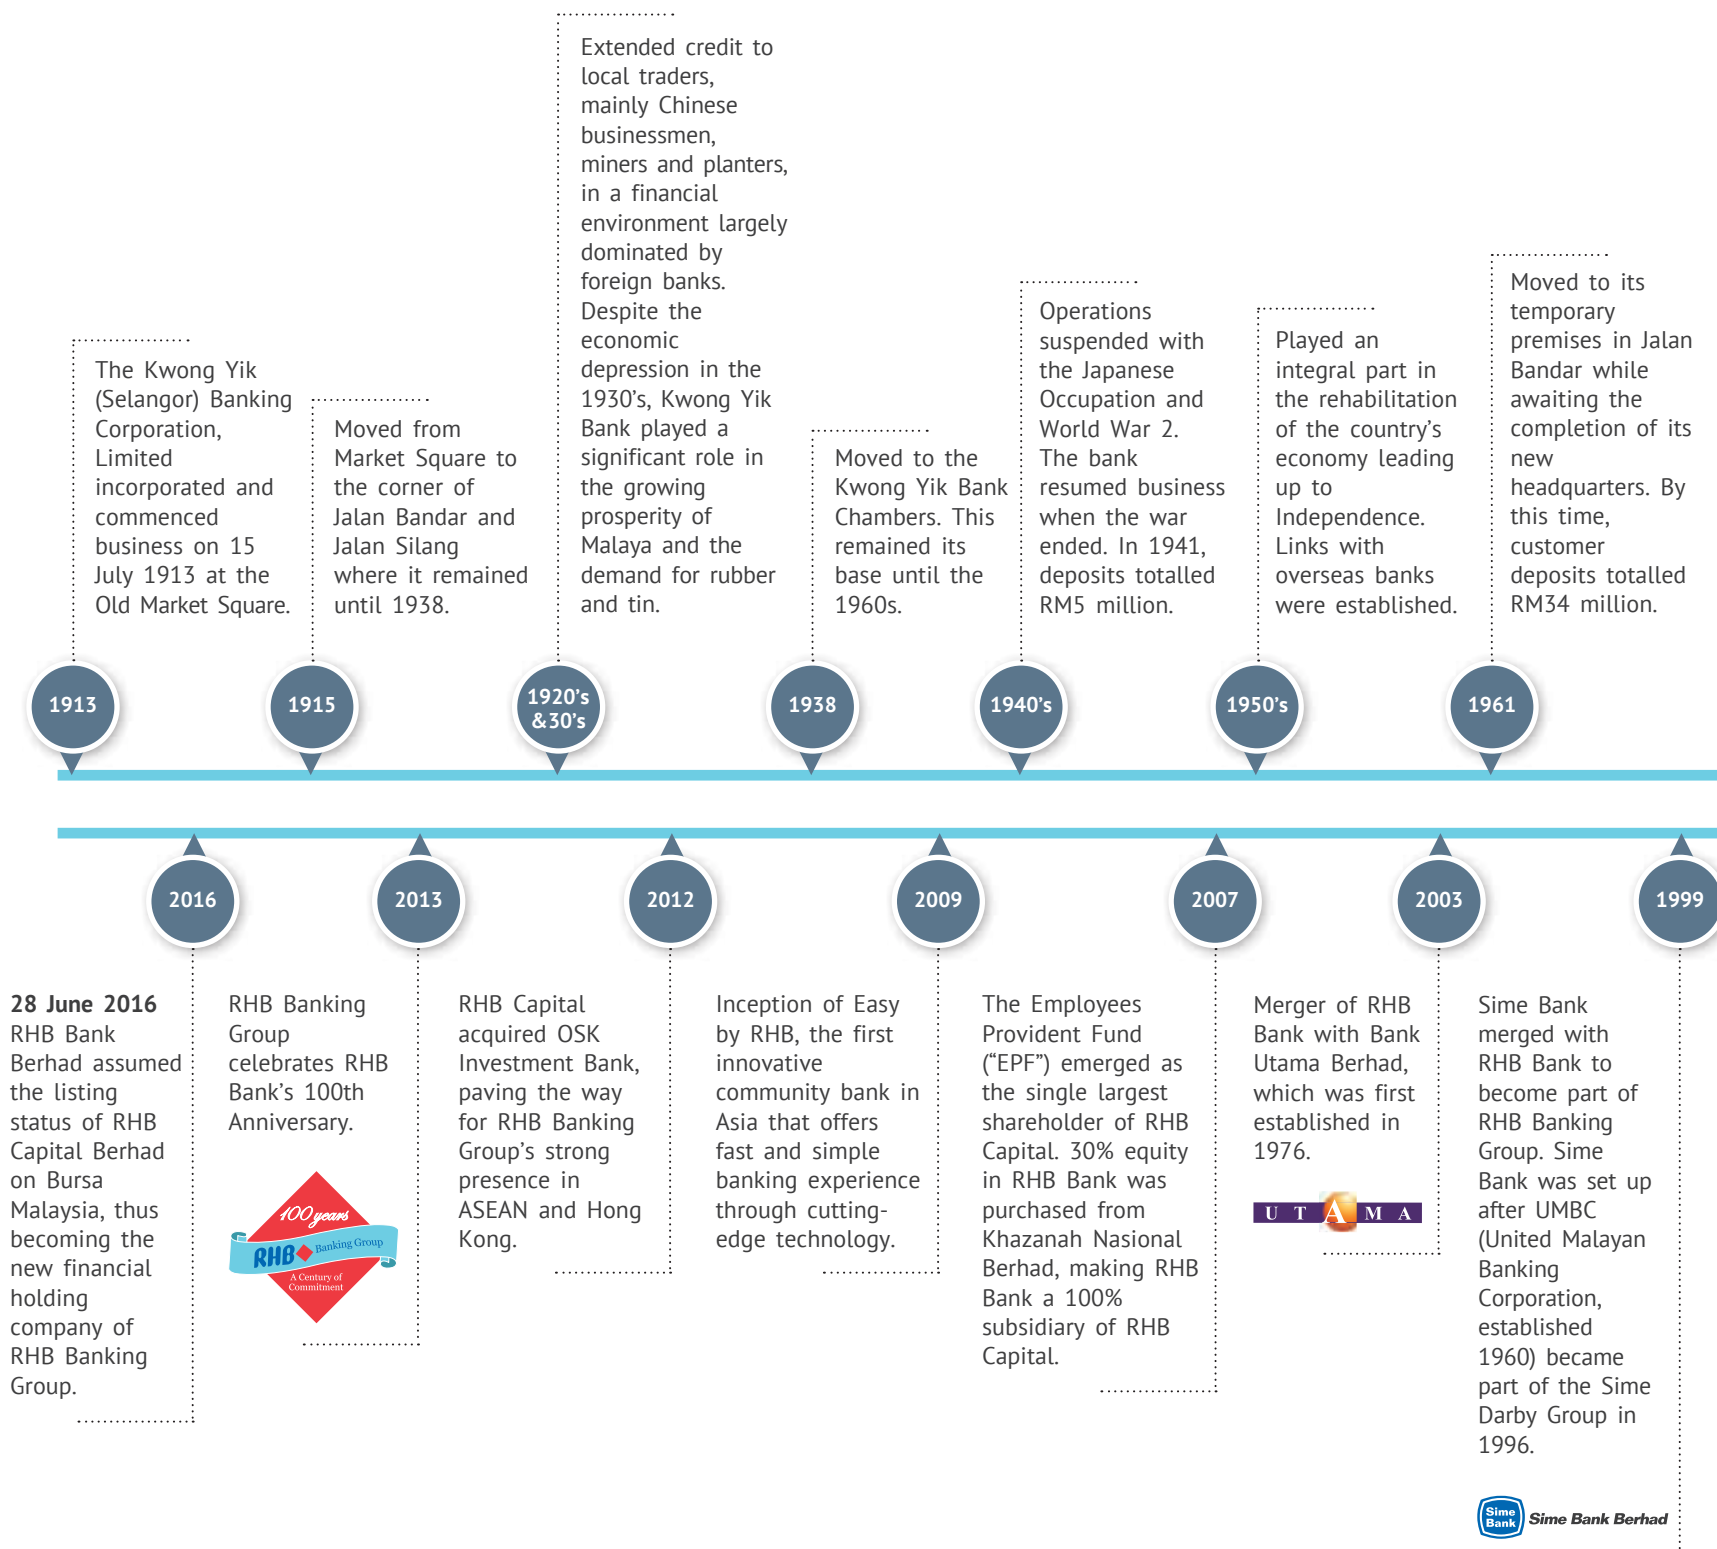 Extended credit to
local traders,
mainly Chinese
businessmen,
miners and planters,
in a financial
environment largely
dominated by
foreign banks.
Despite the
economic
depression in the
1930’s, Kwong Yik
Bank played a
significant role in
the growing
prosperity of
Malaya and the
demand for rubber
and tin.
The Kwong Yik
(Selangor) Banking
Corporation,
Limited
incorporated and
commenced
business on 15
July 1913 at the
Old Market Square.
Moved from
Market Square to
the corner of
Jalan Bandar and
Jalan Silang
where it remained
until 1938.
Moved to the
Kwong Yik Bank
Chambers. This
remained its
base until the
1960s.
Operations
suspended with
the Japanese
Occupation and
World War 2.
The bank
resumed business
when the war
ended. In 1941,
deposits totalled
RM5 million.
Played an
integral part in
the rehabilitation
of the country’s
economy leading
up to
Independence.
Links with
overseas banks
were established.
Moved to its
temporary
premises in Jalan
Bandar while
awaiting the
completion of its
new
headquarters. By
this time,
customer
deposits totalled
RM34 million.
1913
1915
1920’s
&30’s
1938
1940’s
1950’s
1961
2016
2013
2012
2009
2007
2003
1999
28 June 2016
RHB Bank
Berhad assumed
the listing
status of RHB
Capital Berhad
on Bursa
Malaysia, thus
becoming the
new financial
holding
company of
RHB Banking
Group.
RHB Banking
Group
celebrates RHB
Bank’s 100th
Anniversary.
100 years
RHB Banking Group
A Century of
Commitment
RHB Capital
acquired OSK
Investment Bank,
paving the way
for RHB Banking
Group’s strong
presence in
ASEAN and Hong
Kong.
Inception of Easy
by RHB, the first
innovative
community bank in
Asia that offers
fast and simple
banking experience
through cutting-
edge technology.
The Employees
Provident Fund
(“EPF”) emerged as
the single largest
shareholder of RHB
Capital. 30% equity
in RHB Bank was
purchased from
Khazanah Nasional
Berhad, making RHB
Bank a 100%
subsidiary of RHB
Capital.
Merger of RHB
Bank with Bank
Utama Berhad,
which was first
established in
1976.
UTAMA
Sime Bank
merged with
RHB Bank to
become part of
RHB Banking
Group. Sime
Bank was set up
after UMBC
(United Malayan
Banking
Corporation,
established
1960) became
part of the Sime
Darby Group in
1996.
Sime
Bank
Sime Bank Berhad